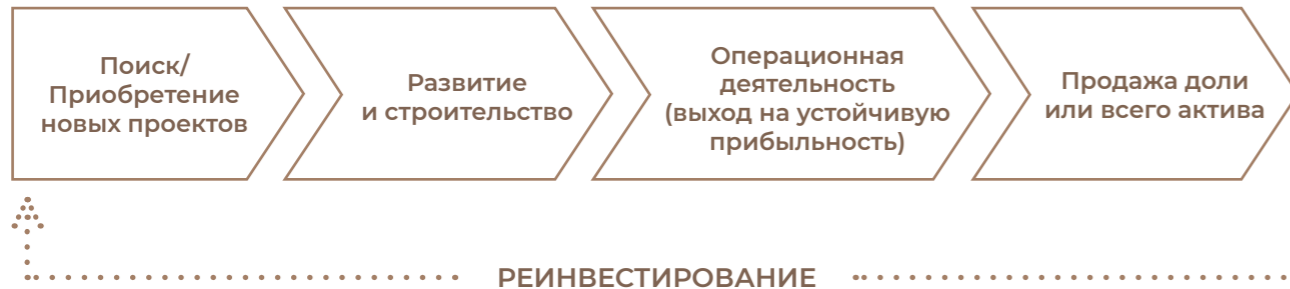 Поиск/
Приобретение
новых проектов
Развитие
и строительство
Операционная
деятельность
(выход на устойчивую
прибыльность)
Продажа доли
или всего актива
РЕИНВЕСТИРОВАНИЕ